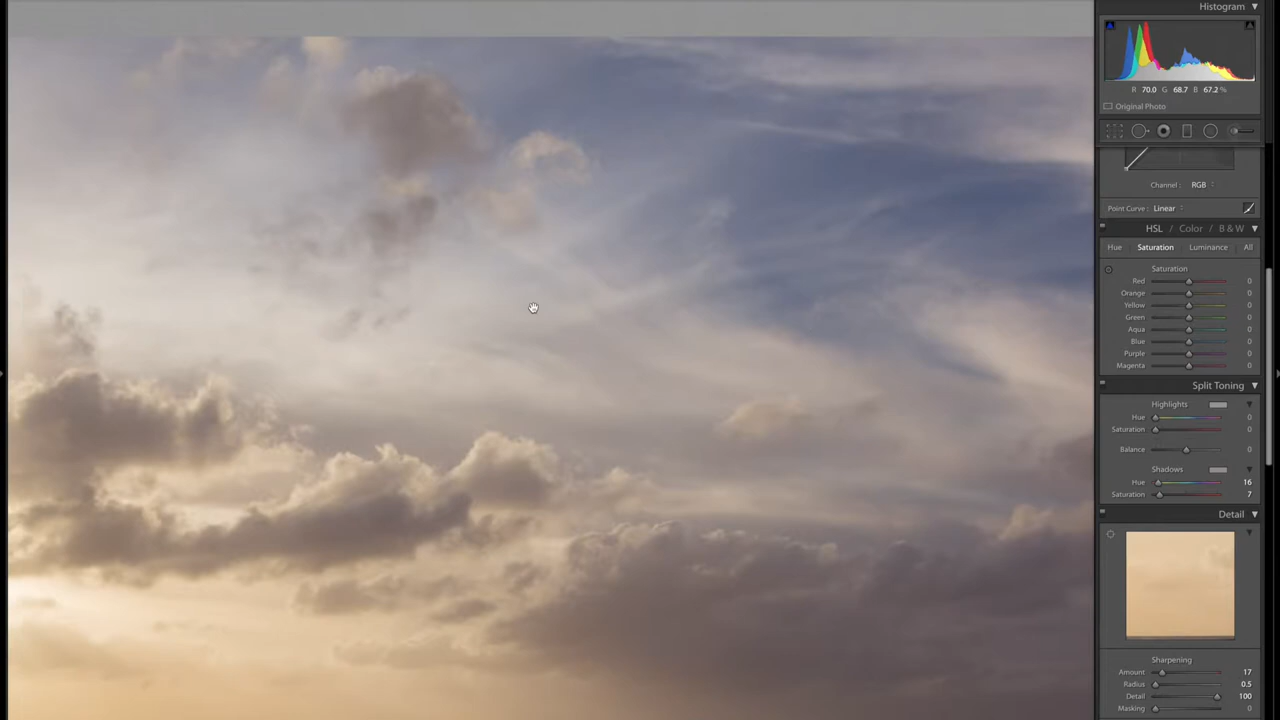 Histogram
R 70.0 G 68.7 B 67.2 %
Original Photo
Channel : RGB
Point Curve : Linear
HSL / Color / B & W
Hue Saturation Luminance All
Saturation
Red 0
Orange 0
Yellow 0
Green 0
Aqua 0
Blue 0
Purple 0
Magenta 0
Split Toning
Highlights
Hue 0
Saturation 0
Balance 0
Shadows
Hue 16
Saturation 7
Detail
Sharpening
Amount 17
Radius 0.5
Detail 100
Masking 0